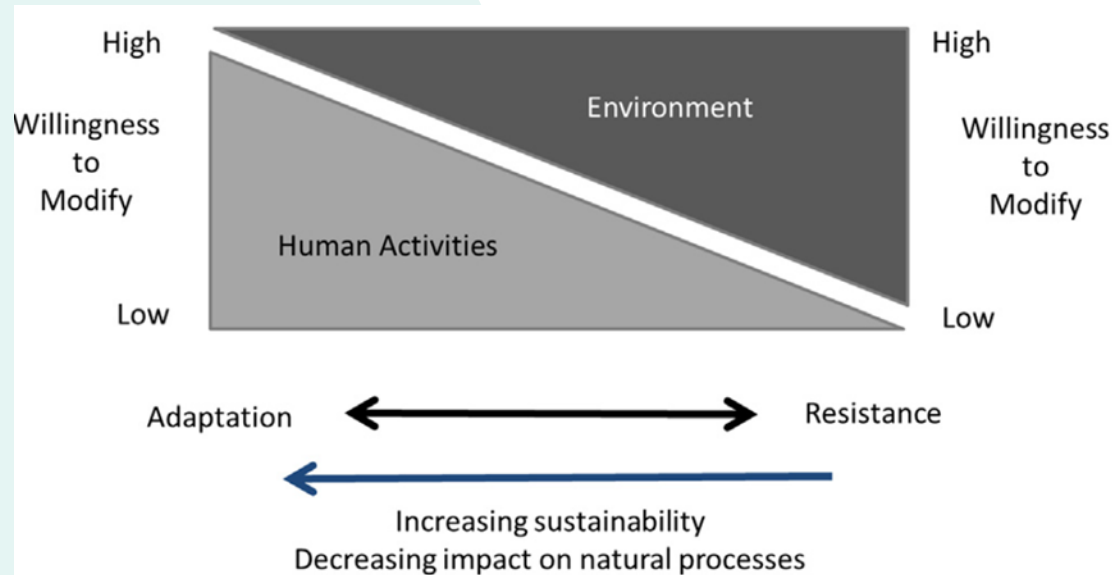 High
High
Environment
Willingness
to
Modify
Willingness
to
Modify
Human Activities
Low
Low
Adaptation
Resistance
Increasing sustainability
Decreasing impact on natural processes